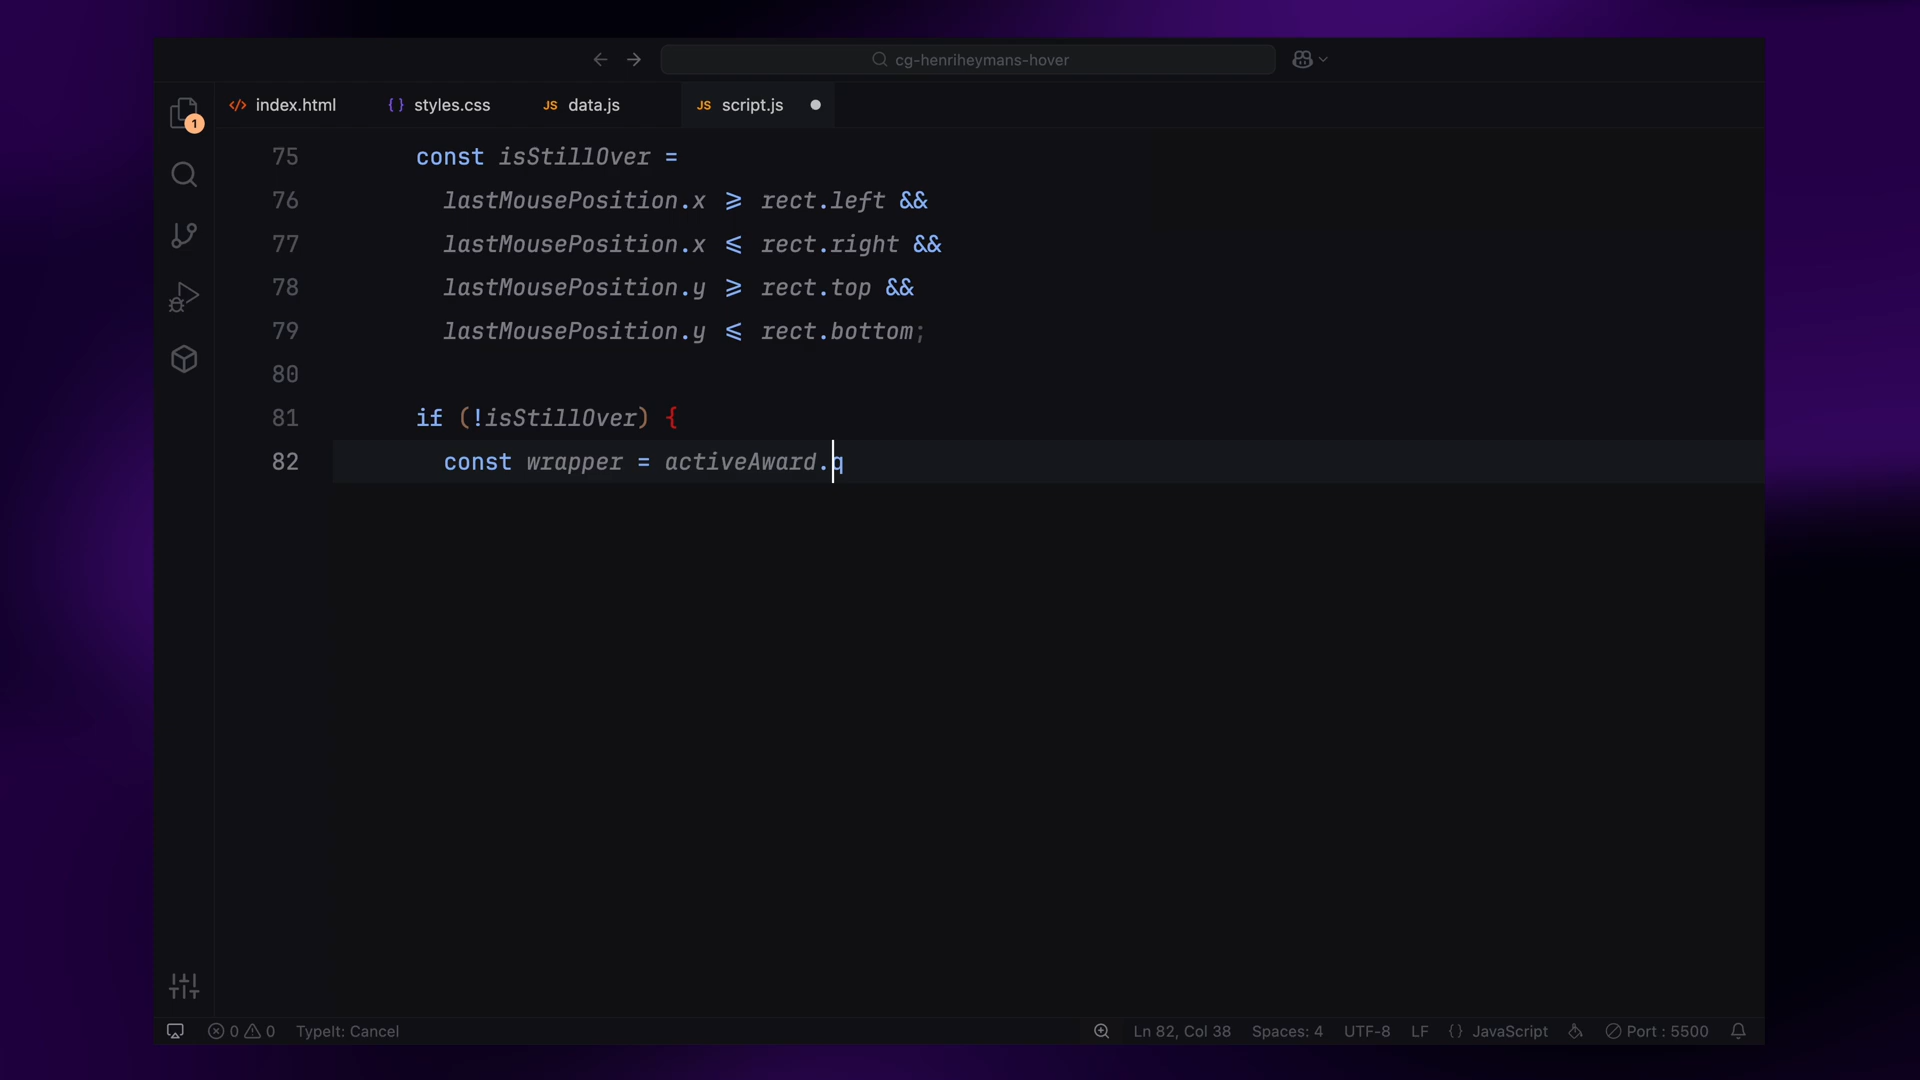 cg-henriheymans-hover
index.html styles.css JS data.js JS script.js
1
75 const isStillOver =
76 lastMousePosition.x ⩾ rect.left &&
77 lastMousePosition.x ⩽ rect.right &&
78 lastMousePosition.y ⩾ rect.top &&
79 lastMousePosition.y ⩽ rect.bottom;
80
81 if (!isStillOver) {
82 const wrapper = activeAward.q
0 0 TypeIt: Cancel Ln 82, Col 38 Spaces: 4 UTF-8 LF {} JavaScript Port : 5500